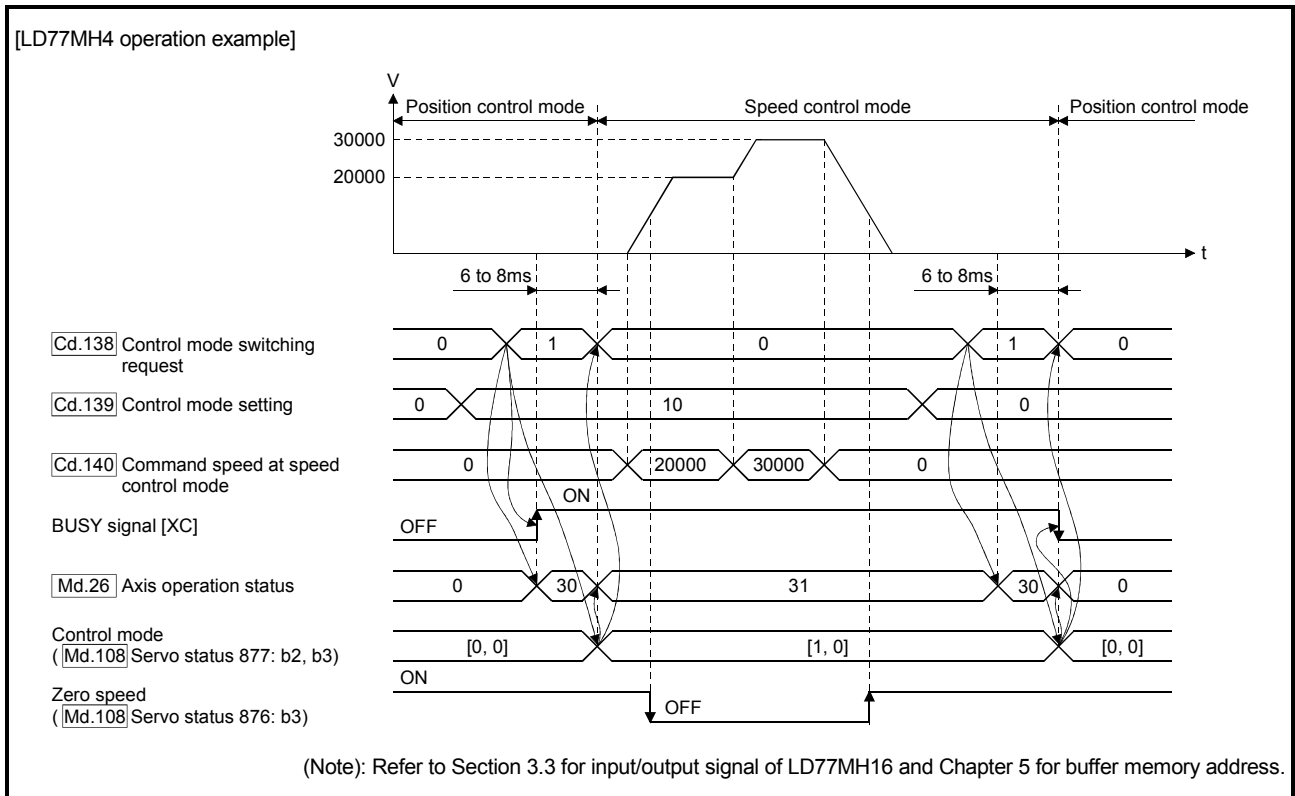 [LD77MH4 operation example]
V
Position control mode
Speed control mode
Position control mode
30000
20000
t
6 to 8ms
6 to 8ms
Cd.138 Control mode switching
request
0
1
0
1
0
Cd.139 Control mode setting
0
10
0
Cd.140 Command speed at speed
control mode
0
20000
30000
0
BUSY signal [XC]
OFF
ON
Md.26 Axis operation status
0
30
31
30
0
Control mode
( Md.108 Servo status 877: b2, b3)
[0, 0]
[1, 0]
[0, 0]
Zero speed
( Md.108 Servo status 876: b3)
ON
OFF
(Note): Refer to Section 3.3 for input/output signal of LD77MH16 and Chapter 5 for buffer memory address.